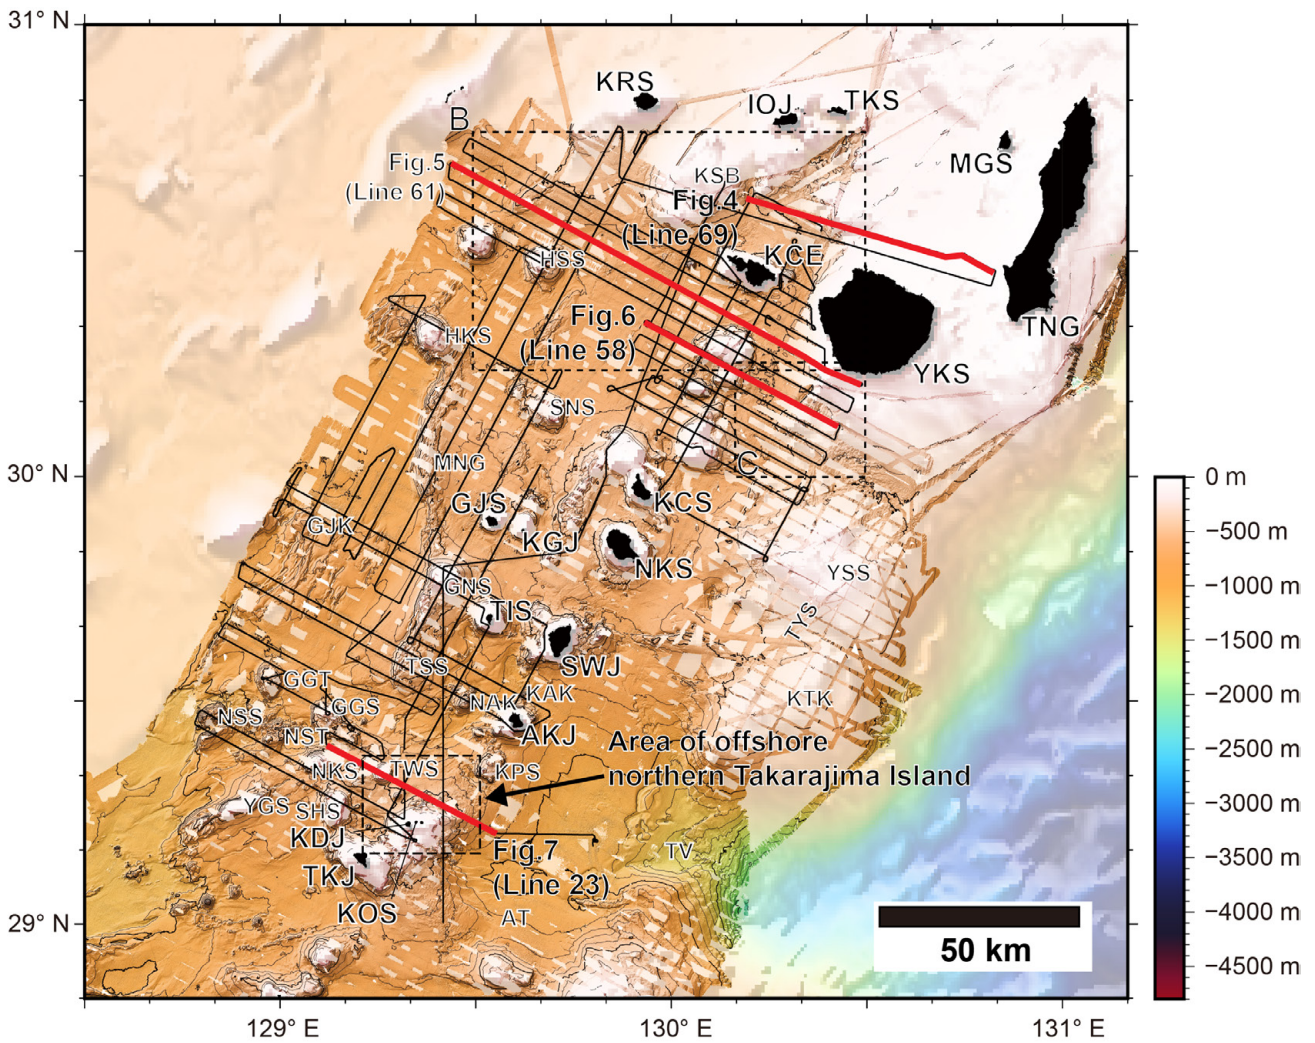 31° N
KRS
IOJ
TKS
B
MGS
Fig.5
(Line 61)
KSB
Fig.4
(Line 69)
KCE
HSS
Fig.6
(Line 58)
TNG
HKS
YKS
SNS
C
MNG
30° N
GJS
KCS
GJK
KGJ
NKS
YSS
GNS
TIS
TYS
SWJ
TSS
GGT
KAK
NAK
KTK
GGS
NSS
AKJ
NST
Area of offshore
northern Takarajima Island
NKS
TWS
KPS
YGS
SHS
KDJ
Fig.7
(Line 23)
TV
TKJ
KOS
AT
29° N
50 km
129° E
130° E
131° E
0 m
−500 m
−1000 m
−1500 m
−2000 m
−2500 m
−3000 m
−3500 m
−4000 m
−4500 m